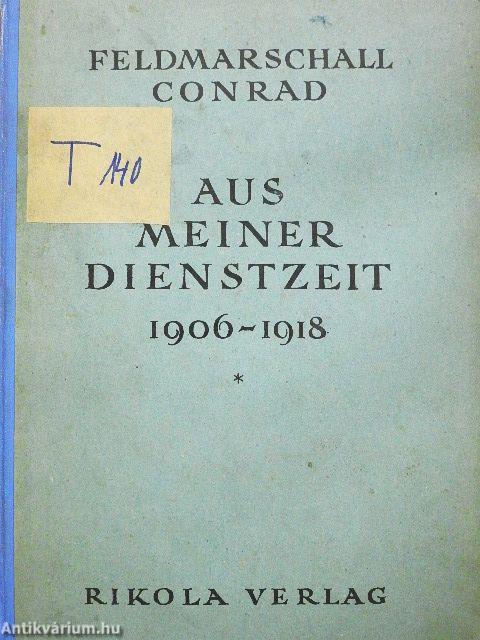 FELDMARSCHALL
CONRAD
T 140
AUS
MEINER
DIENSTZEIT
1906-1918
*
RIKOLA VERLAG
Antikvárium.hu